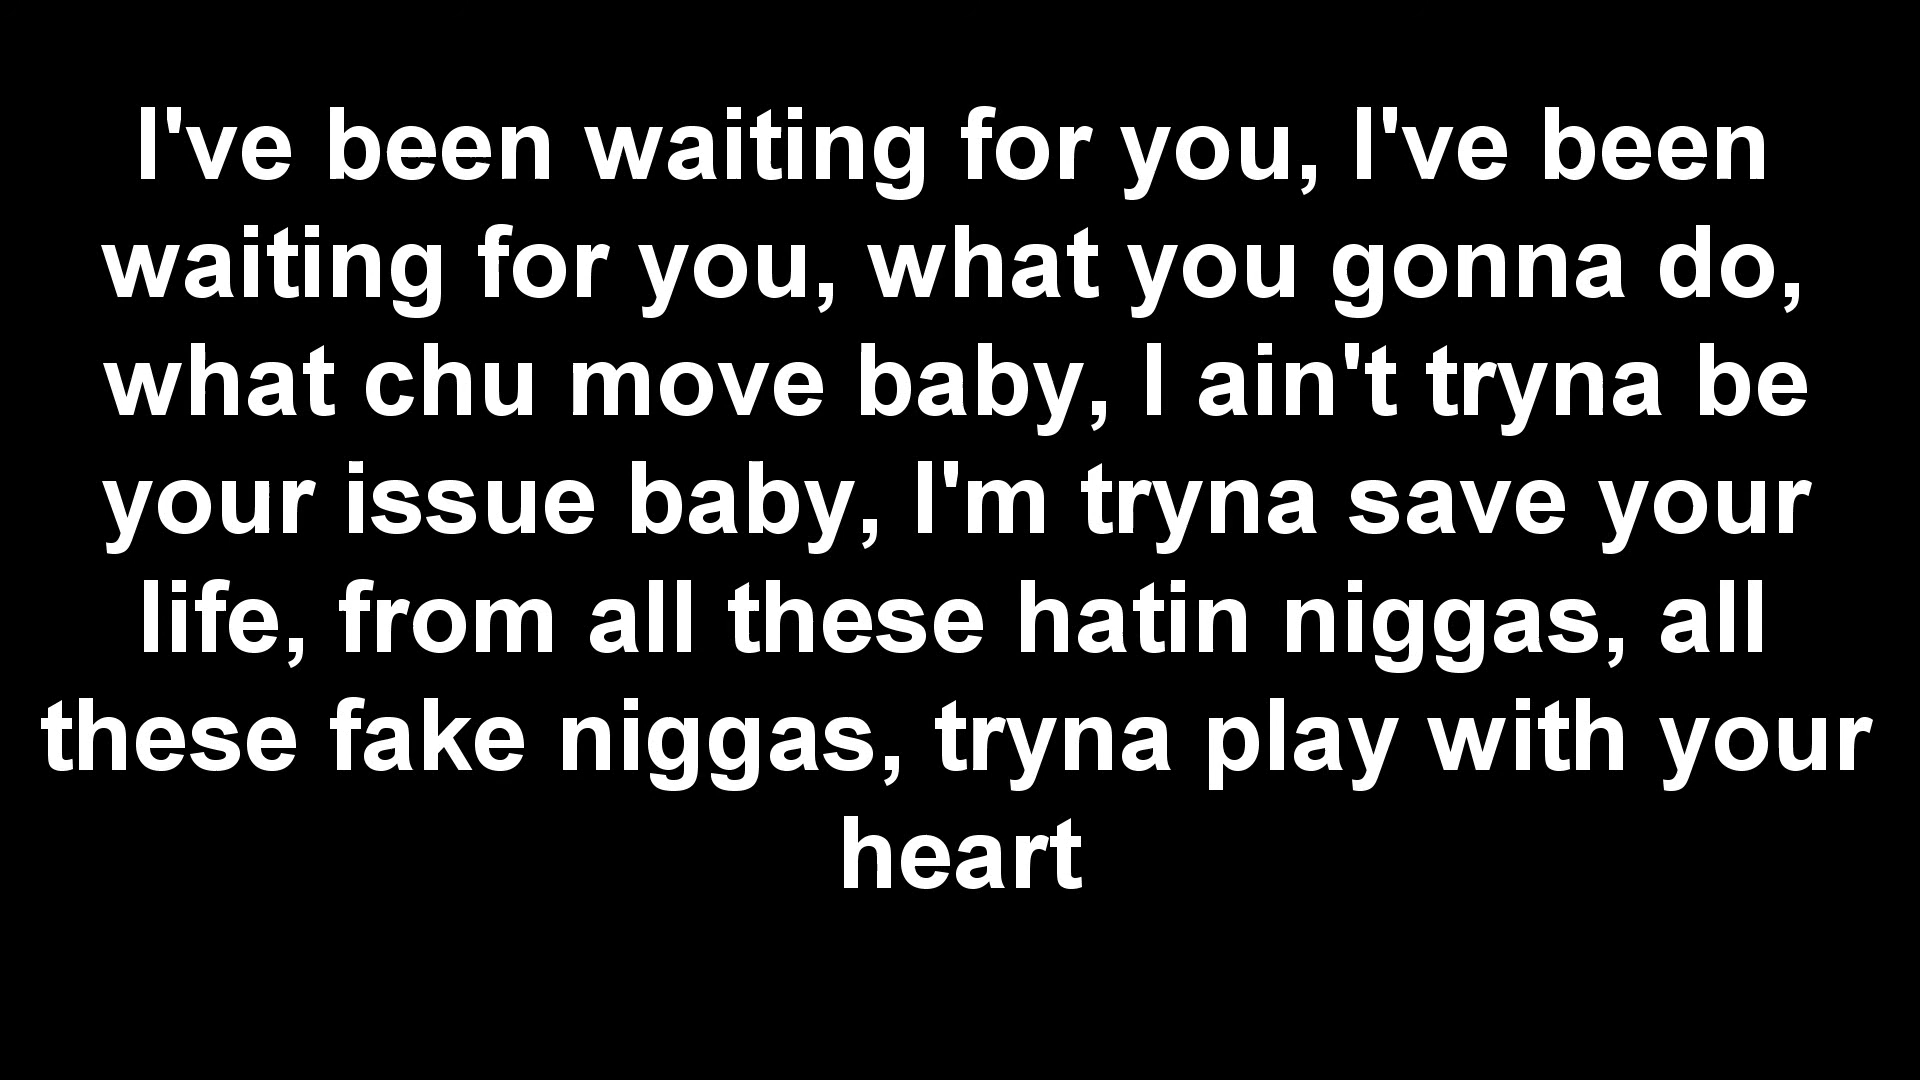 I've been waiting for you, I've been
waiting for you, what you gonna do,
what chu move baby, I ain't tryna be
your issue baby, I'm tryna save your
life, from all these hatin niggas, all
these fake niggas, tryna play with your
heart